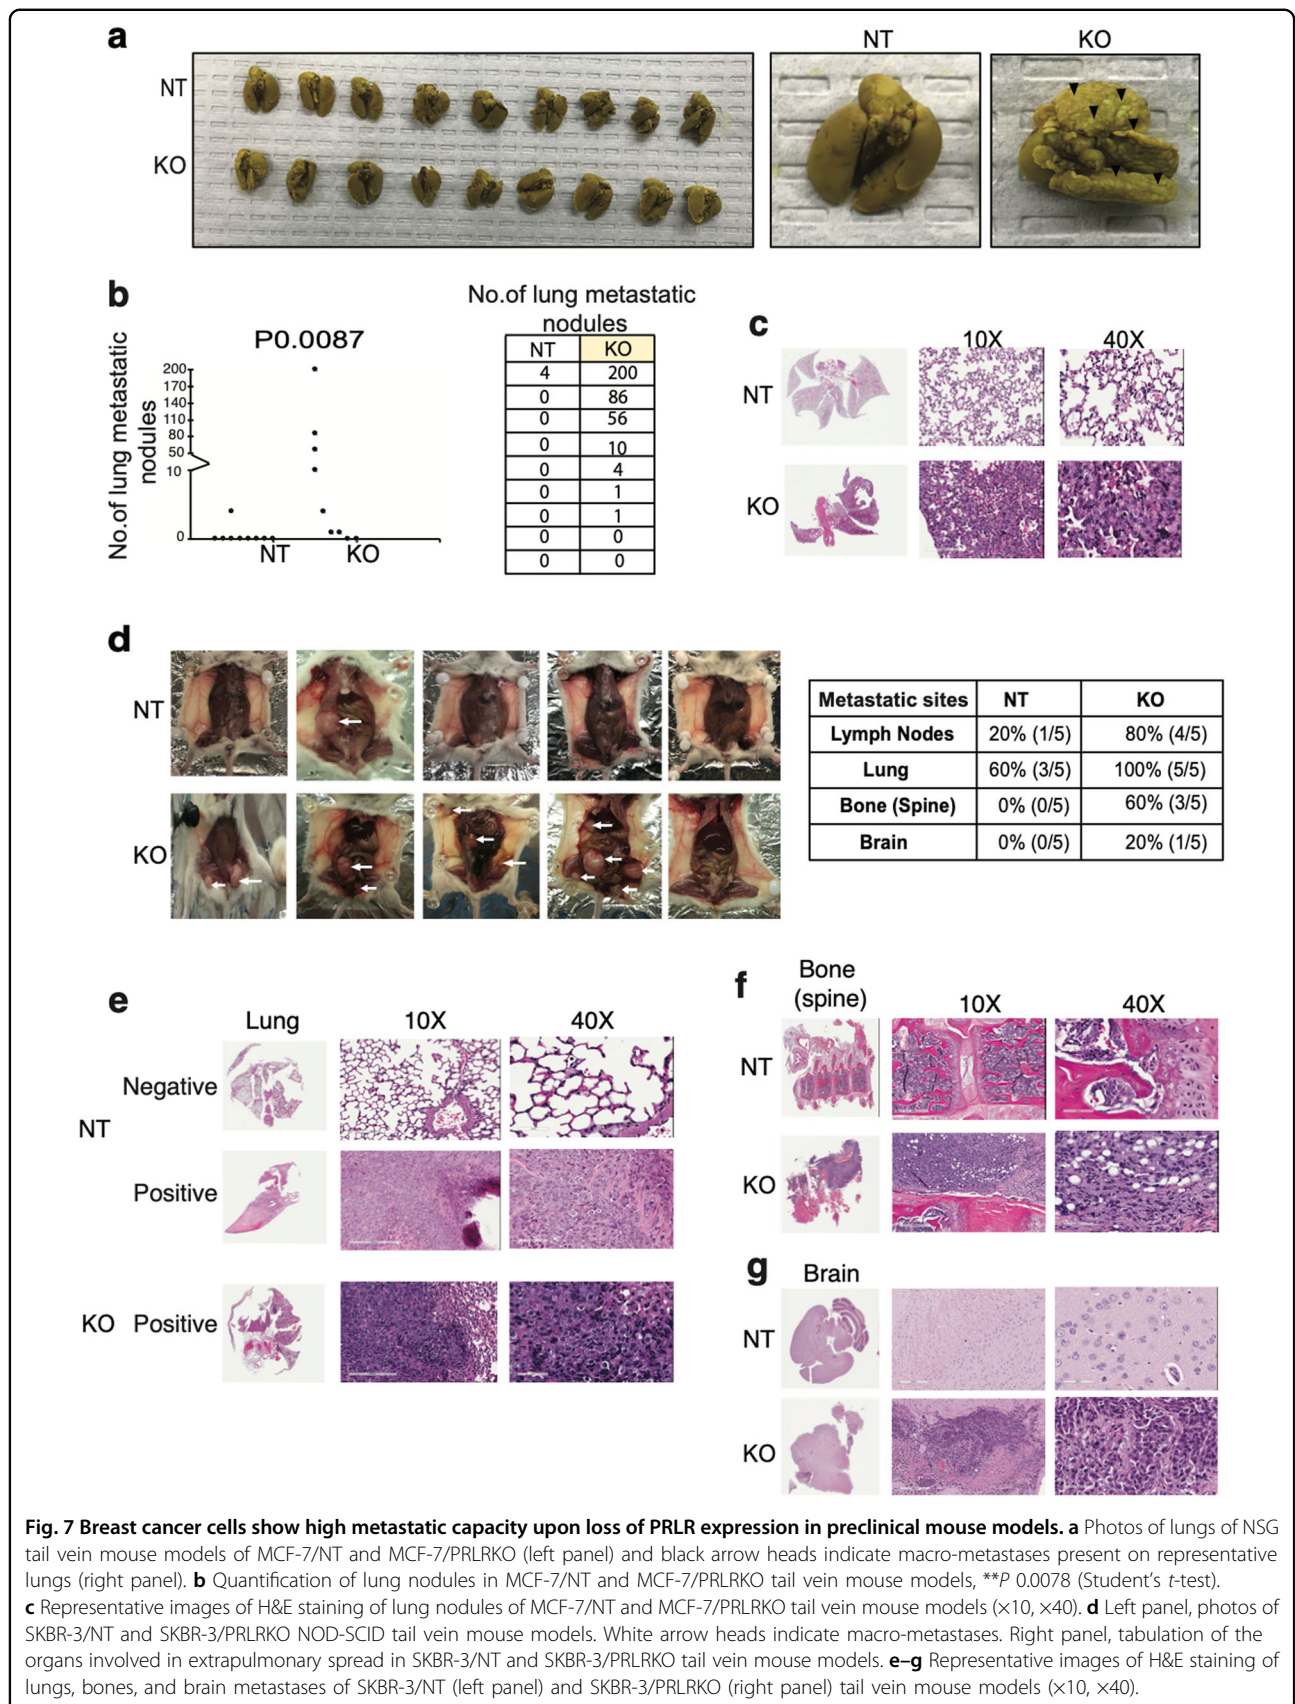 a
NT
KO
NT
KO
b
P0.0087
No.of lung metastatic
nodules
200
170
140
110
80
50
10
0
NT
KO
No.of lung metastatic
nodules
NT KO
4 200
0 86
0 56
0 10
0 4
0 1
0 1
0 0
0 0
c
10X 40X
NT
KO
d
NT
KO
Metastatic sites NT KO
Lymph Nodes 20% (1/5) 80% (4/5)
Lung 60% (3/5) 100% (5/5)
Bone (Spine) 0% (0/5) 60% (3/5)
Brain 0% (0/5) 20% (1/5)
e
Lung 10X 40X
Negative
NT
Positive
KO Positive
f
Bone
(spine) 10X 40X
NT
KO
g
Brain
NT
KO
Fig. 7 Breast cancer cells show high metastatic capacity upon loss of PRLR expression in preclinical mouse models. a Photos of lungs of NSG
tail vein mouse models of MCF-7/NT and MCF-7/PRLRKO (left panel) and black arrow heads indicate macro-metastases present on representative
lungs (right panel). b Quantification of lung nodules in MCF-7/NT and MCF-7/PRLRKO tail vein mouse models, **P 0.0078 (Student’s t-test).
c Representative images of H&E staining of lung nodules of MCF-7/NT and MCF-7/PRLRKO tail vein mouse models (×10, ×40). d Left panel, photos of
SKBR-3/NT and SKBR-3/PRLRKO NOD-SCID tail vein mouse models. White arrow heads indicate macro-metastases. Right panel, tabulation of the
organs involved in extrapulmonary spread in SKBR-3/NT and SKBR-3/PRLRKO tail vein mouse models. e–g Representative images of H&E staining of
lungs, bones, and brain metastases of SKBR-3/NT (left panel) and SKBR-3/PRLRKO (right panel) tail vein mouse models (×10, ×40).